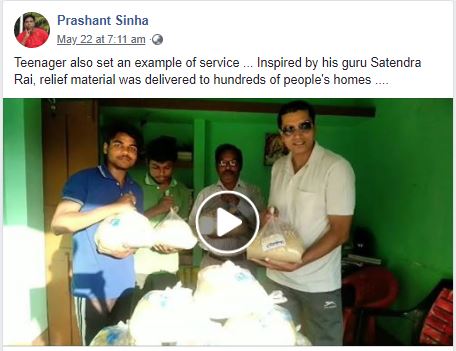 Prashant Sinha
May 22 at 7:11 am ·
Teenager also set an example of service ... Inspired by his guru Satendra
Rai, relief material was delivered to hundreds of people's homes ....